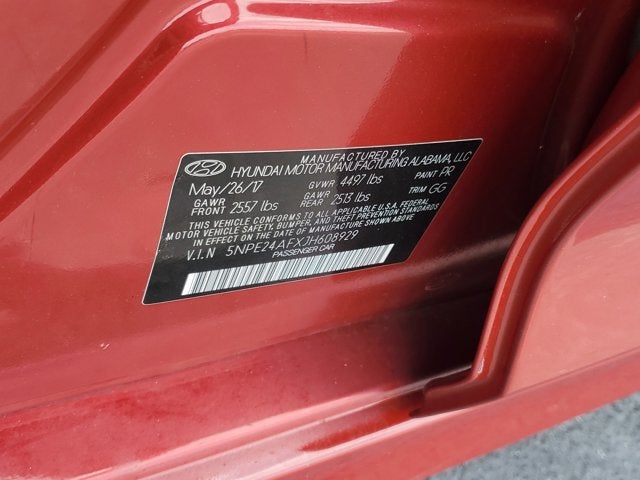 MANUFACTURED BY
HYUNDAI MOTOR MANUFACTURING ALABAMA, LLC
May/26/17 GVWR 4497 lbs PAINT PR
GAWR FRONT 2557 lbs GAWR REAR 2513 lbs TRIM GG
THIS VEHICLE CONFORMS TO ALL APPLICABLE FEDERAL
MOTOR VEHICLE SAFETY, BUMPER, AND THEFT PREVENTION STANDARDS
IN EFFECT ON THE DATE OF MANUFACTURE SHOWN ABOVE.
V.I.N 5NPE24AFXJH608929
PASSENGER CAR